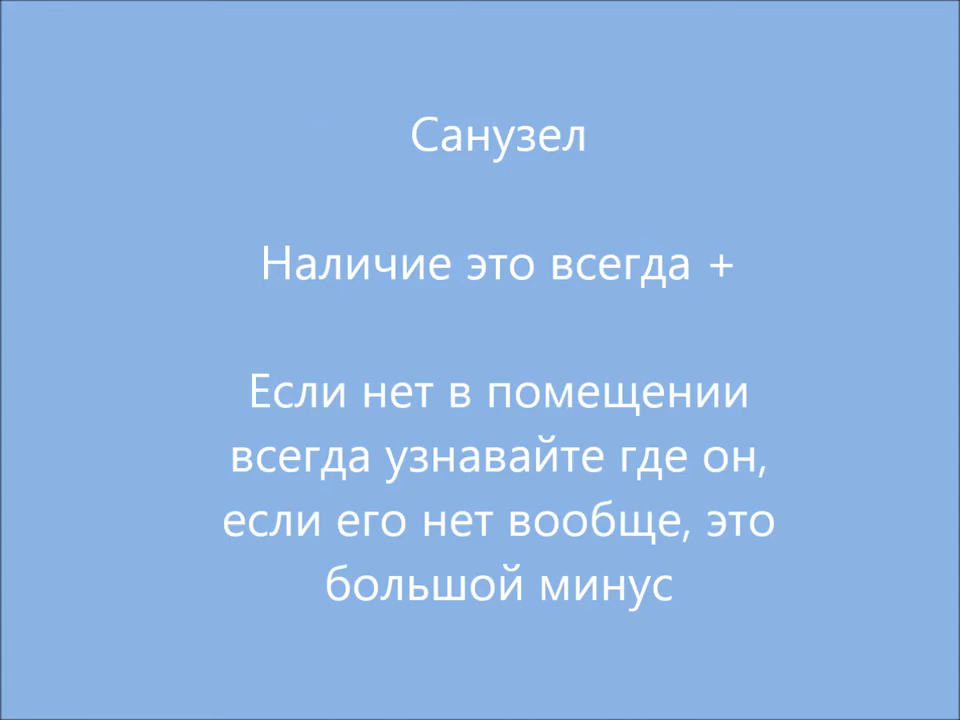 Санузел
Наличие это всегда +
Если нет в помещении
всегда узнавайте где он,
если его нет вообще, это
большой минус